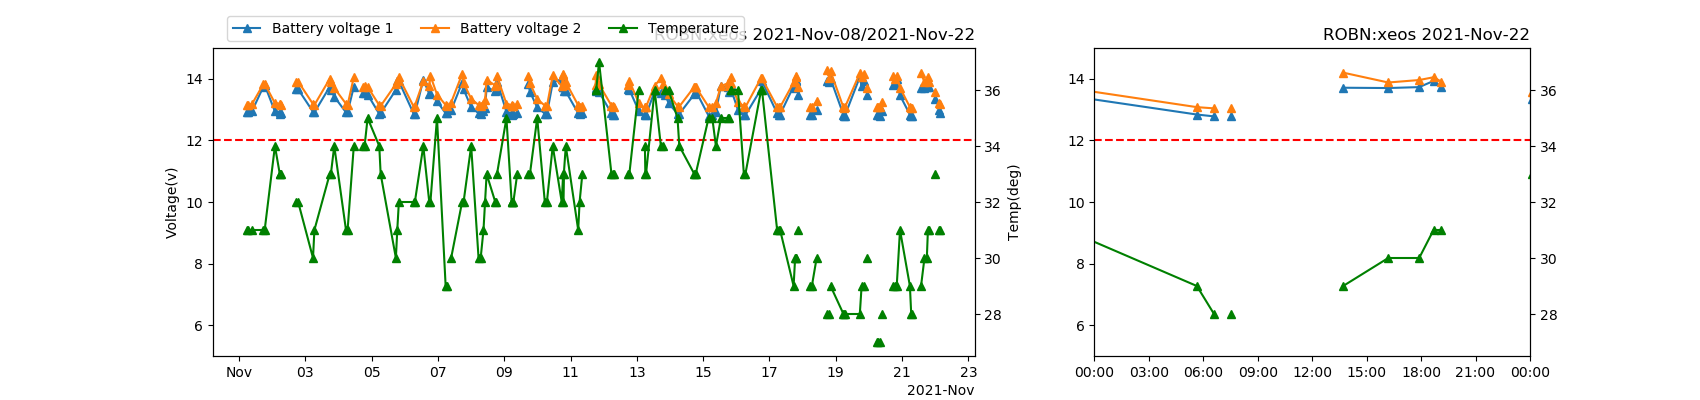 Battery voltage 1 Battery voltage 2 Temperature
ROBN:xeos 2021-Nov-08/2021-Nov-22
ROBN:xeos 2021-Nov-22
14 36 14 36
12 34 12 34
10 32 10 32
8 30 8 30
6 28 6 28
Voltage(v)
Temp(deg)
Nov 03 05 07 09 11 13 15 17 19 21 23
2021-Nov
00:00 03:00 06:00 09:00 12:00 15:00 18:00 21:00 00:00